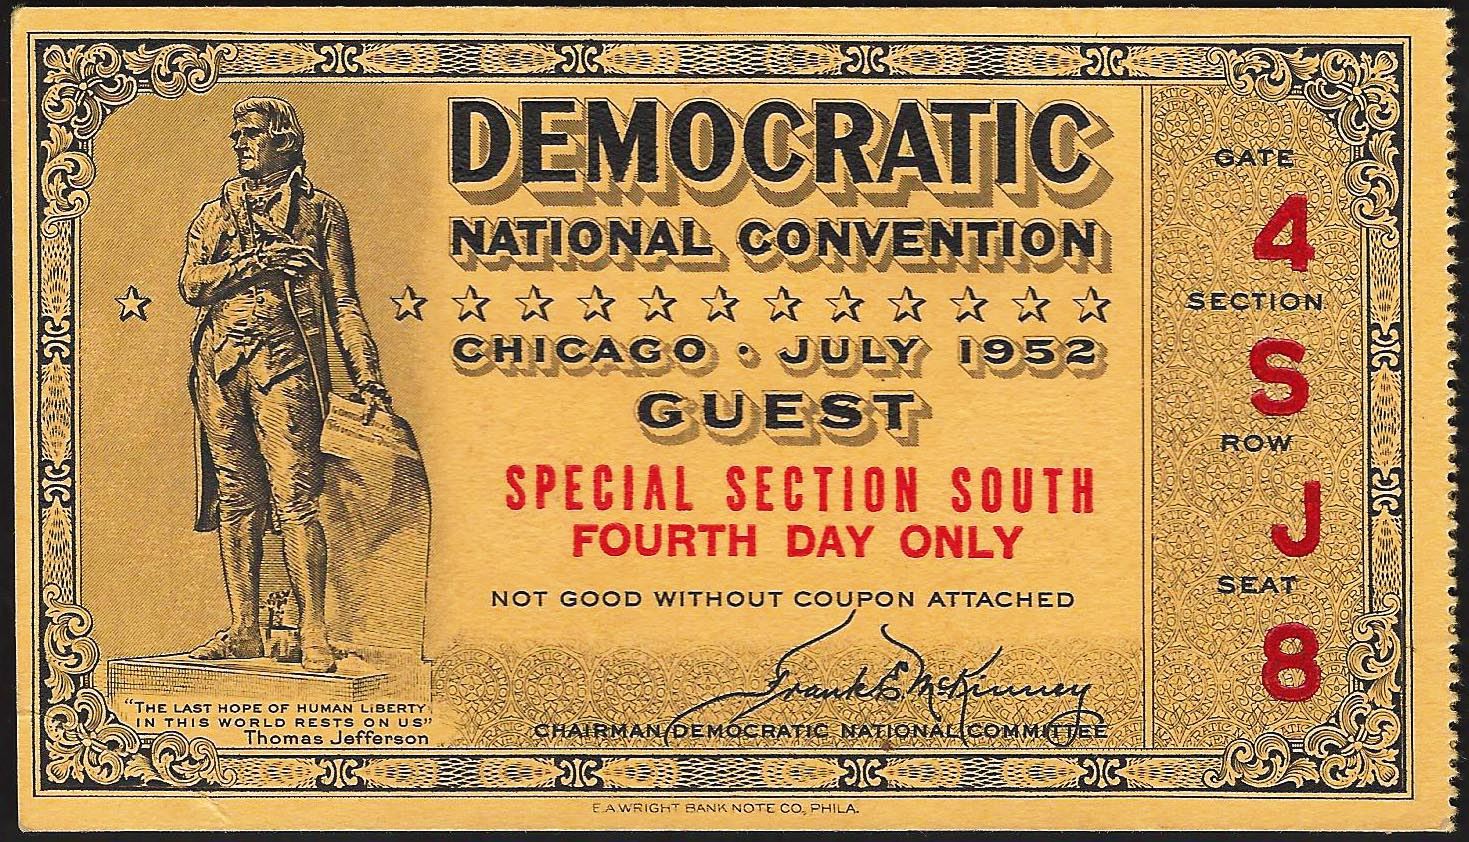 DEMOCRATIC
NATIONAL CONVENTION
CHICAGO • JULY 1952
GUEST
SPECIAL SECTION SOUTH
FOURTH DAY ONLY
NOT GOOD WITHOUT COUPON ATTACHED
Frank E. McKinney
CHAIRMAN DEMOCRATIC NATIONAL COMMITTEE
"THE LAST HOPE OF HUMAN LIBERTY
IN THIS WORLD RESTS ON US"
Thomas Jefferson
GATE
4
SECTION
S
ROW
J
SEAT
8
E.A.WRIGHT BANK NOTE CO., PHILA.